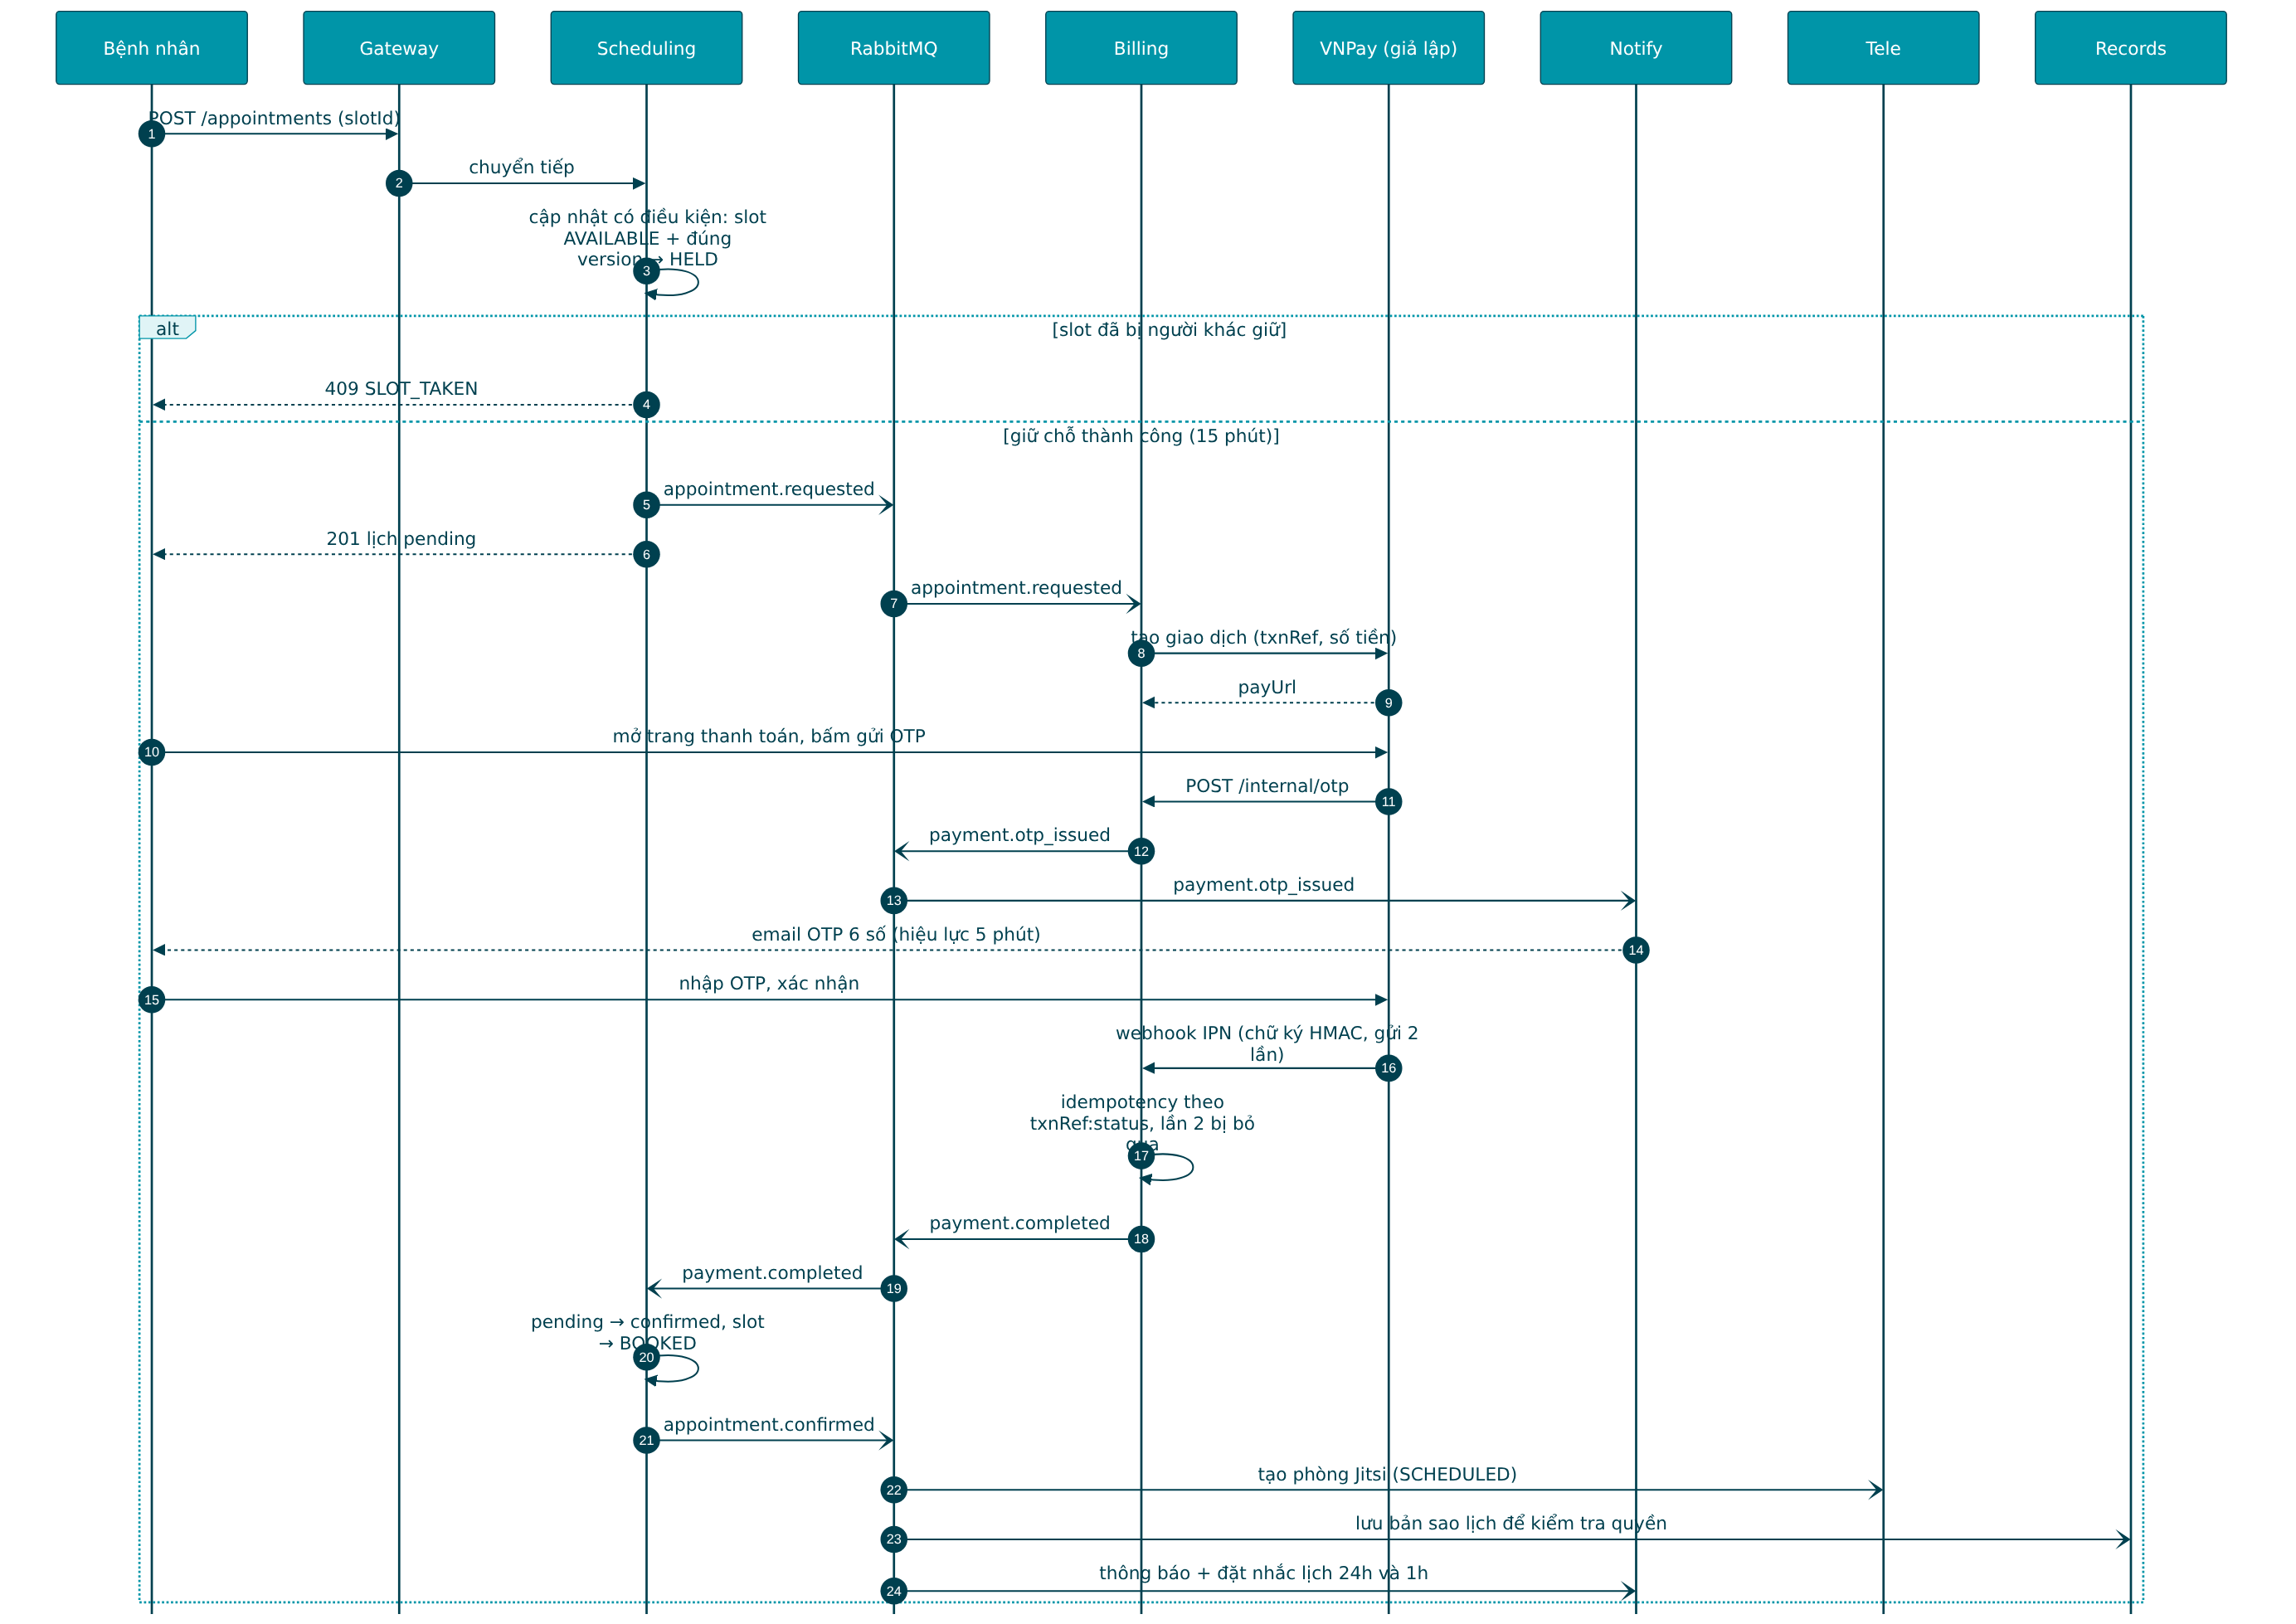 Bệnh nhân
Gateway
Scheduling
RabbitMQ
Billing
VNPay (giả lập)
Notify
Tele
Records
POST /appointments (slotId)
1
chuyển tiếp
2
cập nhật có điều kiện: slot
AVAILABLE + đúng
version → HELD
3
alt
[slot đã bị người khác giữ]
409 SLOT_TAKEN
4
[giữ chỗ thành công (15 phút)]
appointment.requested
5
201 lịch pending
6
appointment.requested
7
tạo giao dịch (txnRef, số tiền)
8
payUrl
9
mở trang thanh toán, bấm gửi OTP
10
POST /internal/otp
11
payment.otp_issued
12
payment.otp_issued
13
email OTP 6 số (hiệu lực 5 phút)
14
nhập OTP, xác nhận
15
webhook IPN (chữ ký HMAC, gửi 2
lần)
16
idempotency theo
txnRef:status, lần 2 bị bỏ
qua
17
payment.completed
18
payment.completed
19
pending → confirmed, slot
→ BOOKED
20
appointment.confirmed
21
tạo phòng Jitsi (SCHEDULED)
22
lưu bản sao lịch để kiểm tra quyền
23
thông báo + đặt nhắc lịch 24h và 1h
24